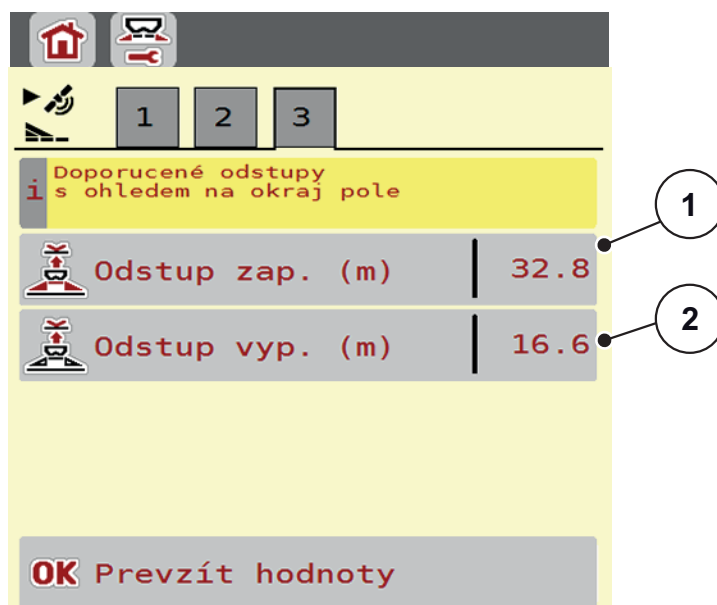 1 2 3
i Doporucené odstupy
s ohledem na okraj pole
1
Odstup zap. (m) 32.8
2
Odstup vyp. (m) 16.6
OK Prevzít hodnoty